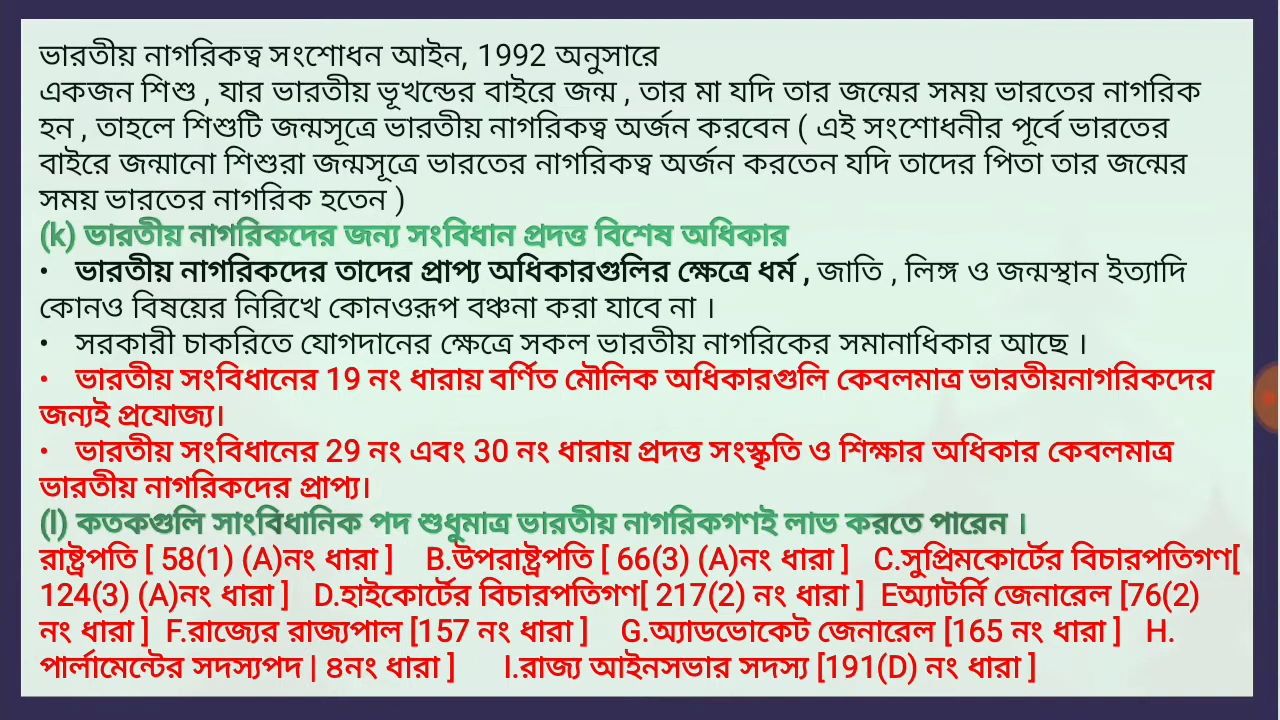 ভারতীয় নাগরিকত্ব সংশোধন আইন, 1992 অনুসারে
একজন শিশু , যার ভারতীয় ভূখন্ডের বাইরে জন্ম , তার মা যদি তার জন্মের সময় ভারতের নাগরিক
হন , তাহলে শিশুটি জন্মসূত্রে ভারতীয় নাগরিকত্ব অর্জন করবেন ( এই সংশোধনীর পূর্বে ভারতের
বাইরে জন্মানো শিশুরা জন্মসূত্রে ভারতের নাগরিকত্ব অর্জন করতেন যদি তাদের পিতা তার জন্মের
সময় ভারতের নাগরিক হতেন )
(k) ভারতীয় নাগরিকদের জন্য সংবিধান প্রদত্ত বিশেষ অধিকার
• ভারতীয় নাগরিকদের তাদের প্রাপ্য অধিকারগুলির ক্ষেত্রে ধর্ম , জাতি , লিঙ্গ ও জন্মস্থান ইত্যাদি
কোনও বিষয়ের নিরিখে কোনওরূপ বঞ্চনা করা যাবে না ।
• সরকারী চাকরিতে যোগদানের ক্ষেত্রে সকল ভারতীয় নাগরিকের সমানাধিকার আছে ।
• ভারতীয় সংবিধানের 19 নং ধারায় বর্ণিত মৌলিক অধিকারগুলি কেবলমাত্র ভারতীয়নাগরিকদের
জন্যই প্রযোজ্য।
• ভারতীয় সংবিধানের 29 নং এবং 30 নং ধারায় প্রদত্ত সংস্কৃতি ও শিক্ষার অধিকার কেবলমাত্র
ভারতীয় নাগরিকদের প্রাপ্য।
(l) কতকগুলি সাংবিধানিক পদ শুধুমাত্র ভারতীয় নাগরিকগণই লাভ করতে পারেন ।
রাষ্ট্রপতি [ 58(1) (A)নং ধারা ] B.উপরাষ্ট্রপতি [ 66(3) (A)নং ধারা ] C.সুপ্রিমকোর্টের বিচারপতিগণ[
124(3) (A)নং ধারা ] D.হাইকোর্টের বিচারপতিগণ[ 217(2) নং ধারা ] Eঅ্যাটর্নি জেনারেল [76(2)
নং ধারা ] F.রাজ্যের রাজ্যপাল [157 নং ধারা ] G.অ্যাডভোকেট জেনারেল [165 নং ধারা ] H.
পার্লামেন্টের সদস্যপদ | ৪নং ধারা ] I.রাজ্য আইনসভার সদস্য [191(D) নং ধারা ]